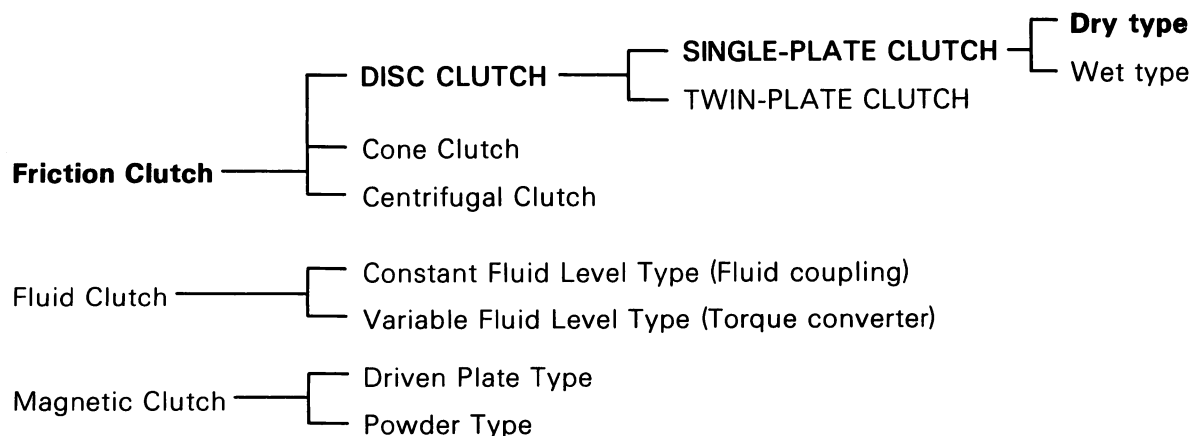 Dry type
SINGLE-PLATE CLUTCH
Wet type
DISC CLUTCH
TWIN-PLATE CLUTCH
Cone Clutch
Friction Clutch
Centrifugal Clutch
Constant Fluid Level Type (Fluid coupling)
Fluid Clutch
Variable Fluid Level Type (Torque converter)
Driven Plate Type
Magnetic Clutch
Powder Type